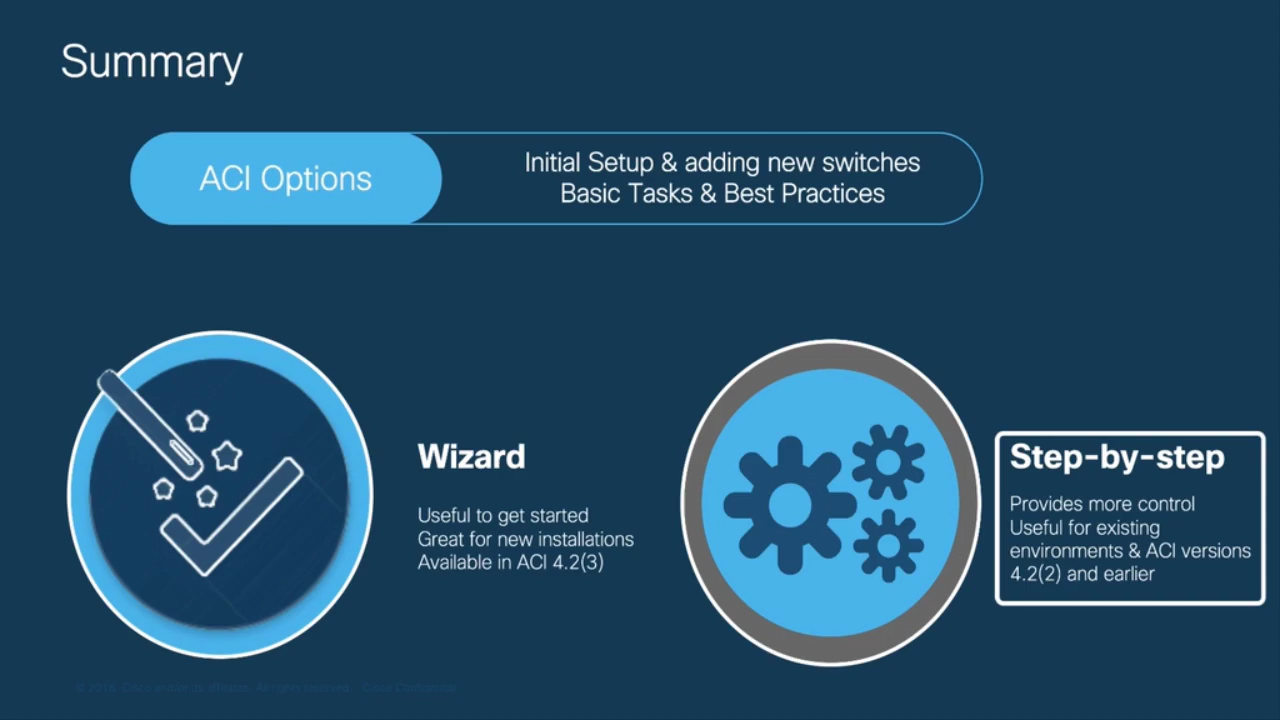 Summary
ACI Options
Initial Setup & adding new switches
Basic Tasks & Best Practices
Wizard
Useful to get started
Great for new installations
Available in ACI 4.2(3)
Step-by-step
Provides more control
Useful for existing
environments & ACI versions
4.2(2) and earlier